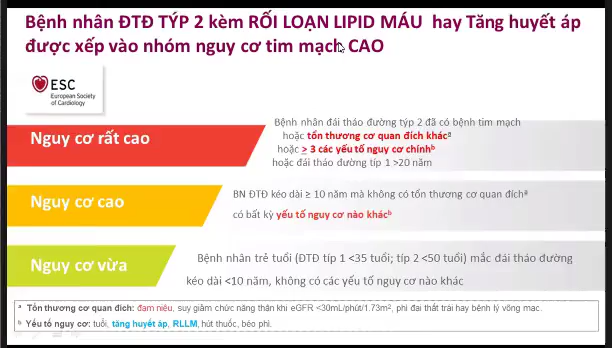 Bệnh nhân ĐTĐ TÝP 2 kèm RỐI LOẠN LIPID MÁU hay Tăng huyết áp
được xếp vào nhóm nguy cơ tim mạch CAO
ESC
European Society
of Cardiology
Nguy cơ rất cao
Bệnh nhân đái tháo đường týp 2 đã có bệnh tim mạch
hoặc tổn thương cơ quan đích khácª
hoặc ≥ 3 các yếu tố nguy cơ chínhᵇ
hoặc đái tháo đường típ 1 >20 năm
Nguy cơ cao
BN ĐTĐ kéo dài ≥ 10 năm mà không có tổn thương cơ quan đíchª
có bất kỳ yếu tố nguy cơ nào khácᵇ
Nguy cơ vừa
Bệnh nhân trẻ tuổi (ĐTĐ típ 1 <35 tuổi; típ 2 <50 tuổi) mắc đái tháo đường
kéo dài <10 năm, không có các yếu tố nguy cơ nào khác
ª Tổn thương cơ quan đích: đạm niệu, suy giảm chức năng thân khi eGFR <30mL/phút/1.73m², phì đại thất trái hay bệnh lý võng mạc.
ᵇ Yếu tố nguy cơ: tuổi, tăng huyết áp, RLLM, hút thuốc, béo phì.